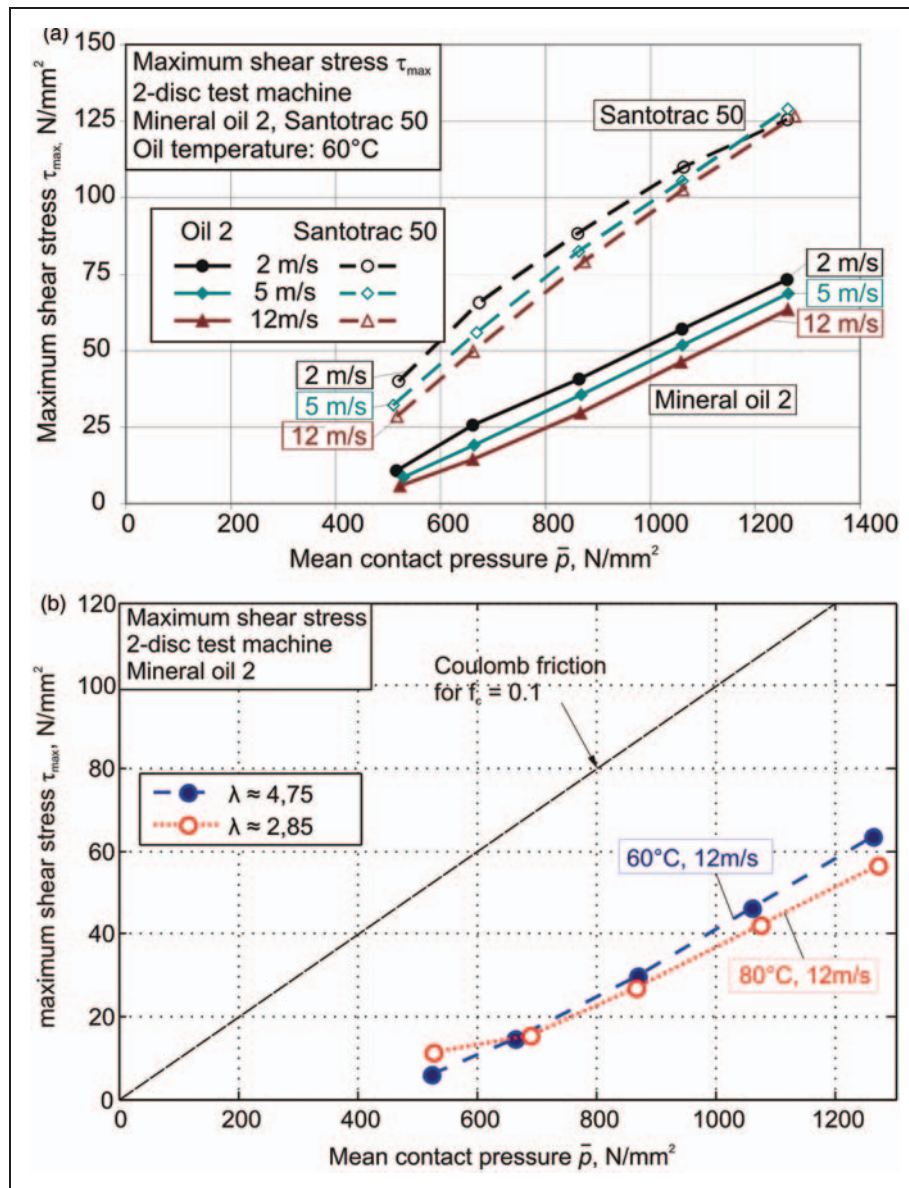 (a)
Maximum shear stress τmax, N/mm²
150
125
100
75
50
25
0
Maximum shear stress τmax
2-disc test machine
Mineral oil 2, Santotrac 50
Oil temperature: 60°C
Santotrac 50
Oil 2 Santotrac 50
2 m/s
5 m/s
12m/s
2 m/s
5 m/s
12 m/s
2 m/s
5 m/s
12 m/s
Mineral oil 2
0 200 400 600 800 1000 1200 1400
Mean contact pressure p̄, N/mm²
(b)
maximum shear stress τmax, N/mm²
120
100
80
60
40
20
0
Maximum shear stress
2-disc test machine
Mineral oil 2
Coulomb friction
for fc = 0.1
λ ≈ 4,75
λ ≈ 2,85
60°C, 12m/s
80°C, 12m/s
0 200 400 600 800 1000 1200
Mean contact pressure p̄, N/mm²